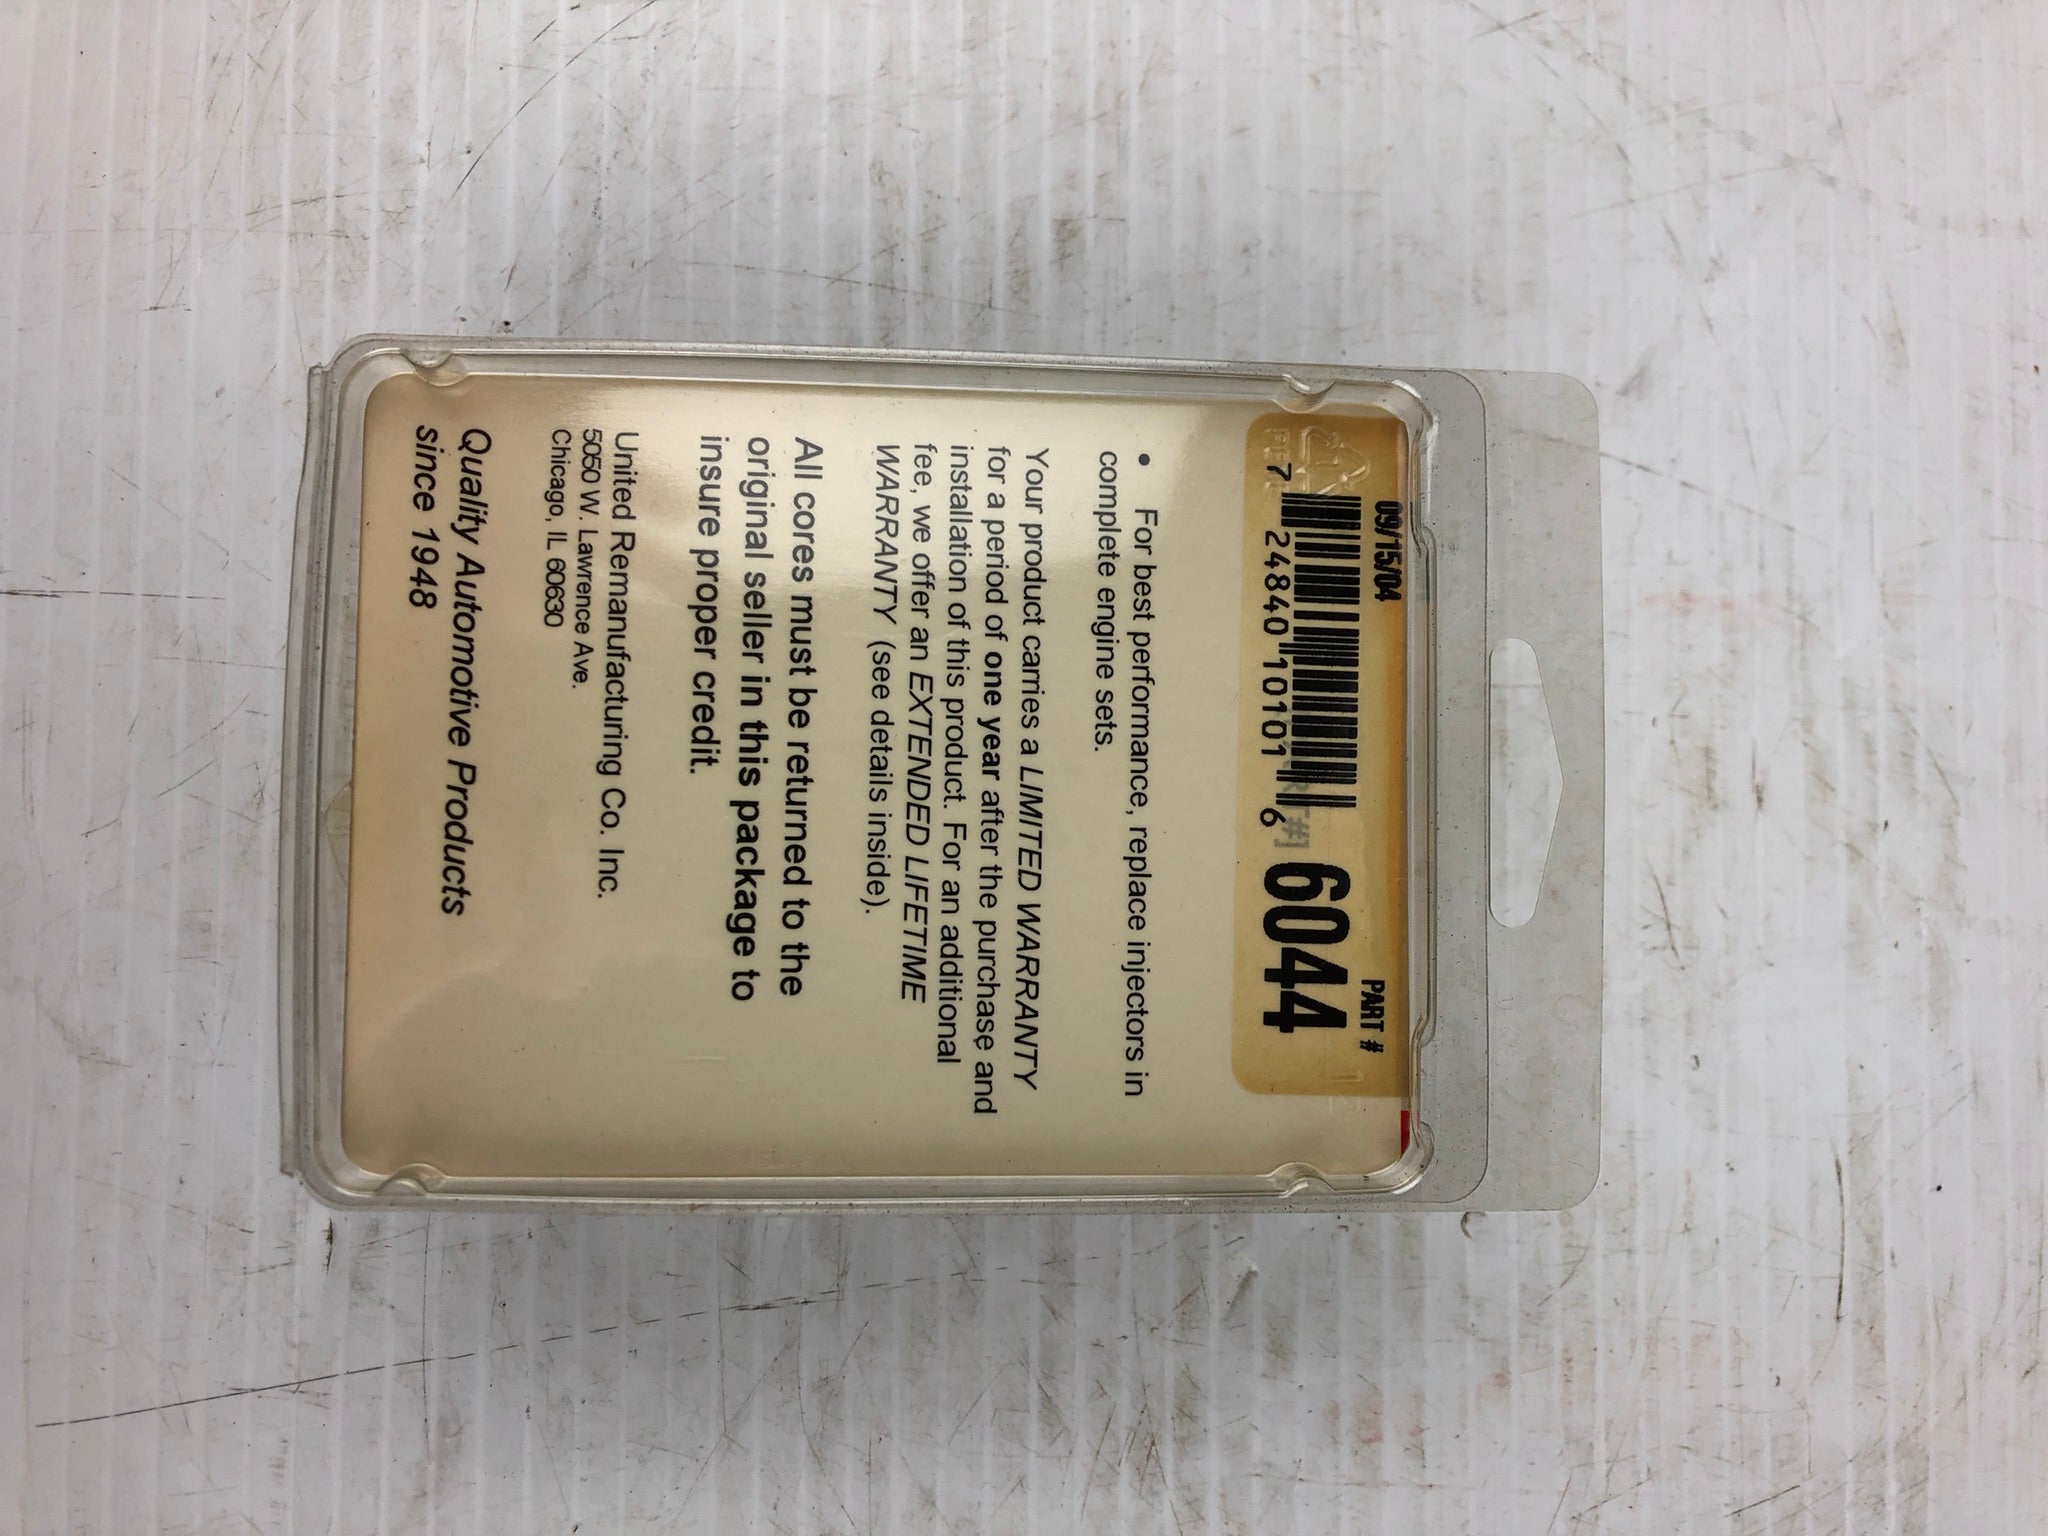 09/15/04
PART #
7 24840 10101 6
6044
• For best performance, replace injectors in
complete engine sets.
Your product carries a LIMITED WARRANTY
for a period of one year after the purchase and
installation of this product. For an additional
fee, we offer an EXTENDED LIFETIME
WARRANTY (see details inside).
All cores must be returned to the
original seller in this package to
insure proper credit.
United Remanufacturing Co. Inc.
5050 W. Lawrence Ave.
Chicago, IL 60630
Quality Automotive Products
since 1948